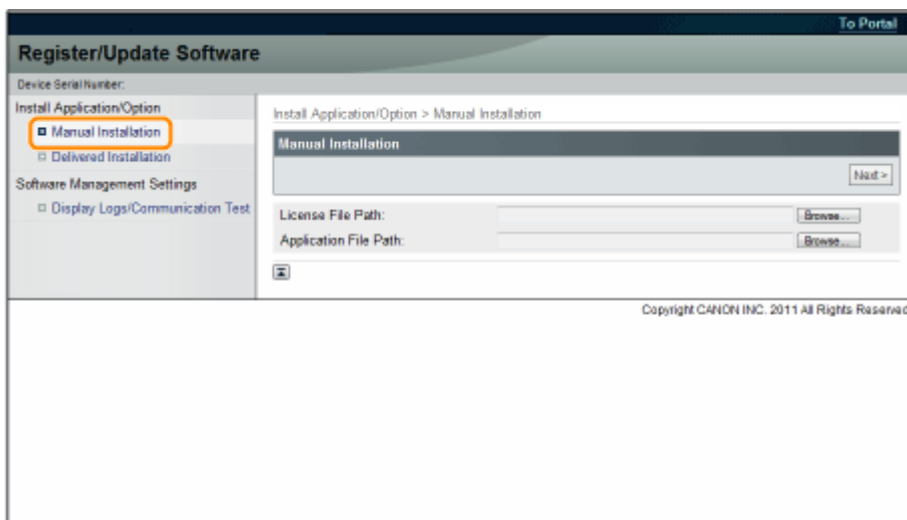 To Portal
Register/Update Software
Device Serial Number:
Install Application/Option
Manual Installation
Delivered Installation
Software Management Settings
Display Logs/Communication Test
Install Application/Option > Manual Installation
Manual Installation
Next >
License File Path:
Browse...
Application File Path:
Browse...
Copyright CANON INC. 2011 All Rights Reserved